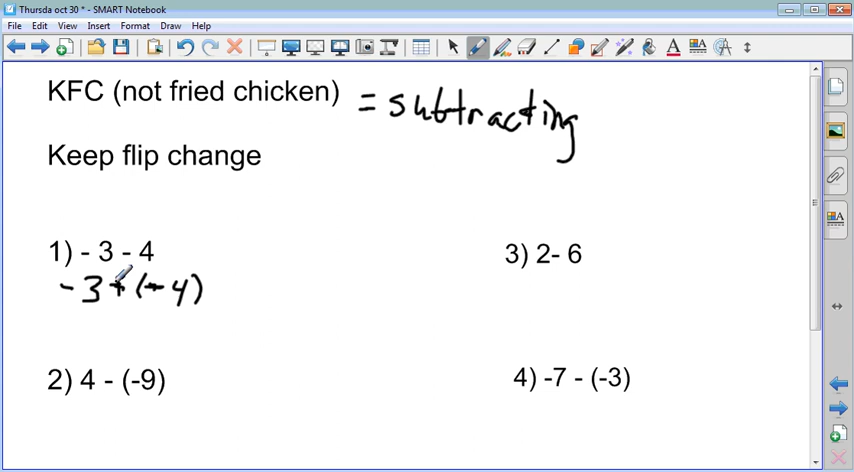 Thursda oct 30 * - SMART Notebook
File Edit View Insert Format Draw Help
KFC (not fried chicken) = subtracting
Keep flip change
1) - 3 - 4
- 3 + (- 4)
3) 2- 6
2) 4 - (-9)
4) -7 - (-3)